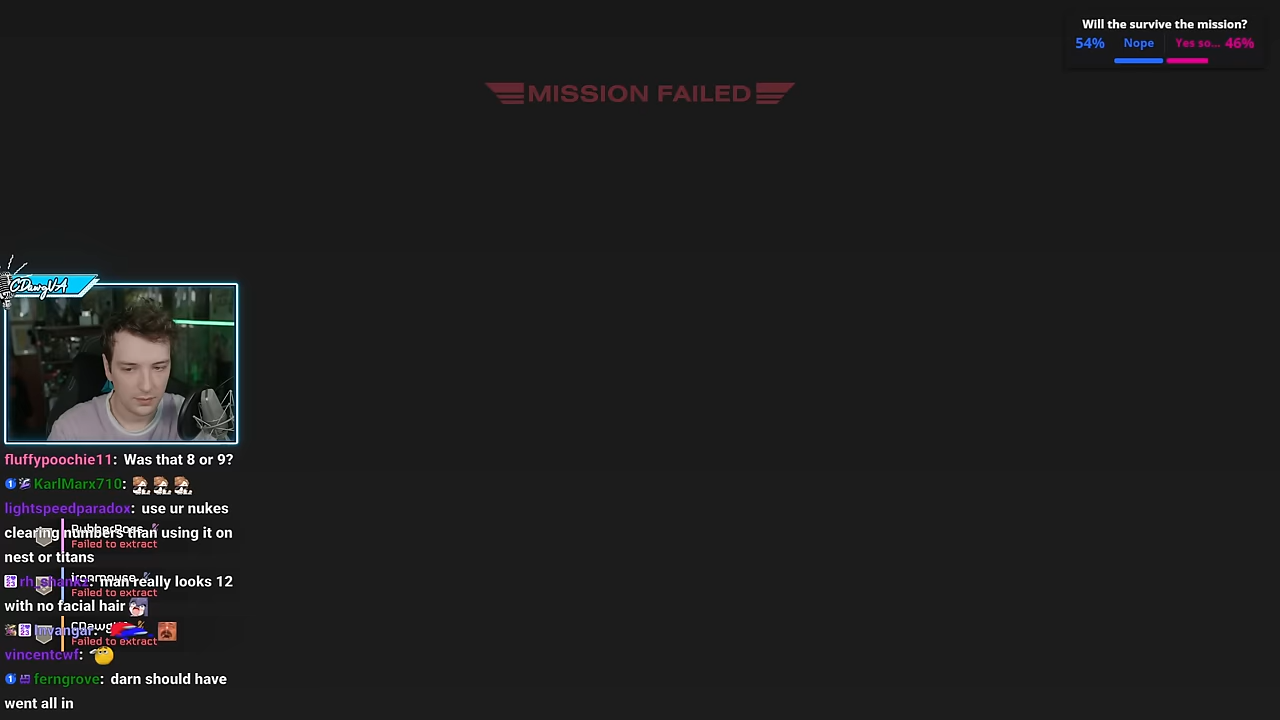 Will the survive the mission?
54% Nope Yes so... 46%
MISSION FAILED
CDawgVA
fluffypoochie11: Was that 8 or 9?
KarlMarx710:
lightspeedparadox: use ur nukes
clearing numbers than using it on
nest or titans
Failed to extract
ironmouse
Failed to extract
rh_shankz: man really looks 12
with no facial hair
Failed to extract
vincentcwf:
ferngrove: darn should have
went all in